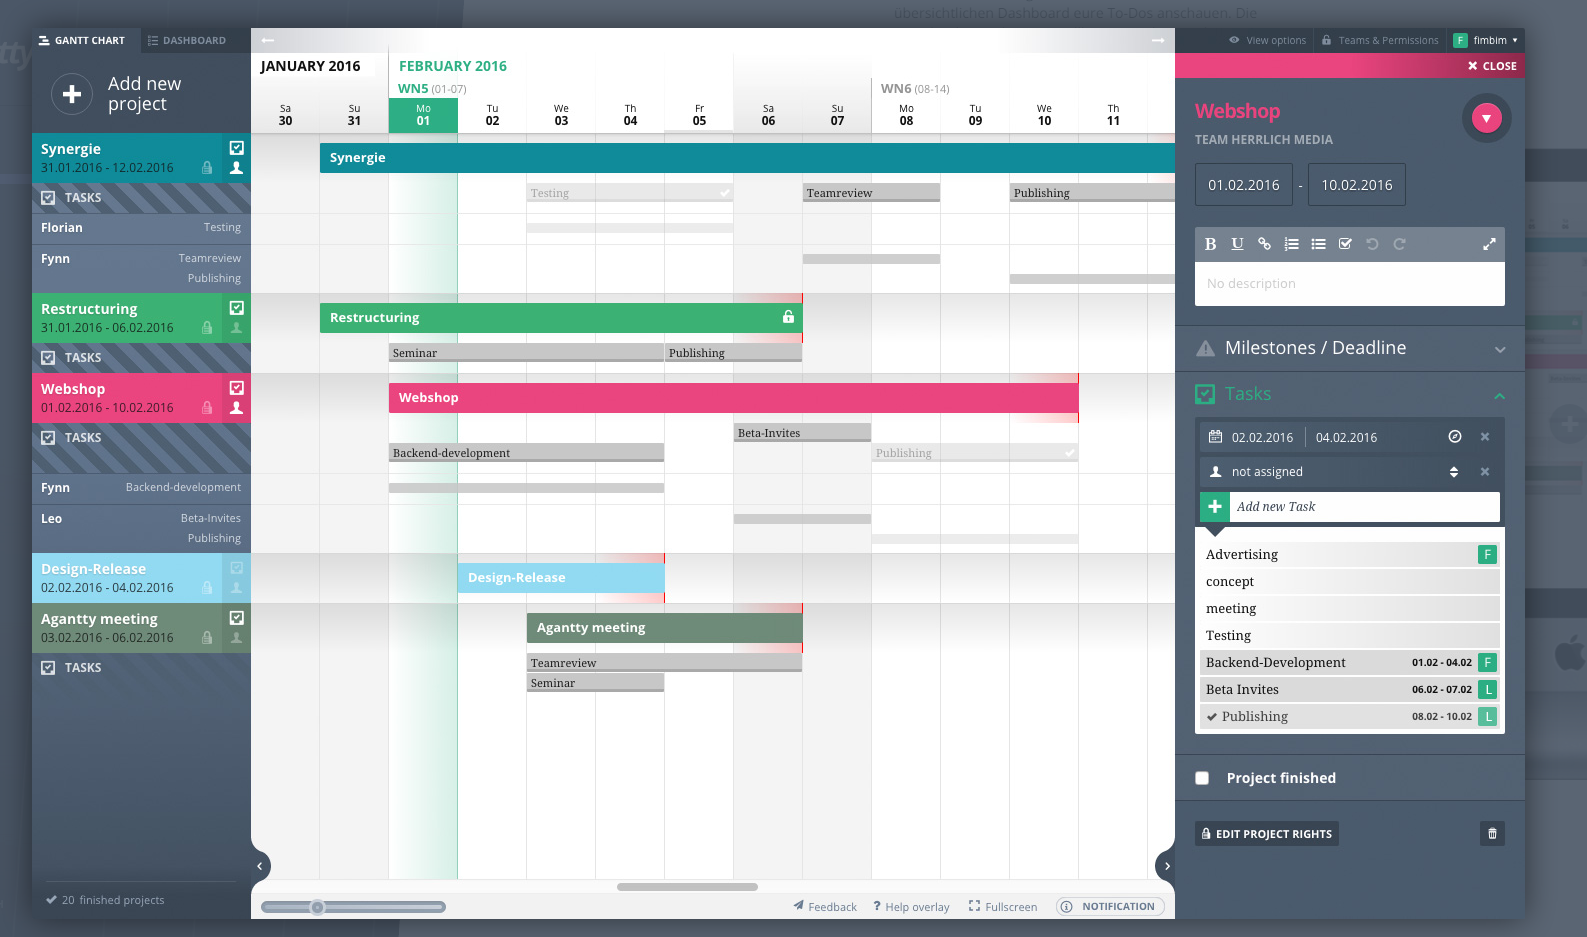 übersichtlichen Dashboard eure To-Dos anschauen. Die
GANTT CHART
DASHBOARD
View options
Teams & Permissions
F fimbim
CLOSE
Add new
project
JANUARY 2016
FEBRUARY 2016
WN5 (01-07)
WN6 (08-14)
Sa Su Mo Tu We Th Fr Sa Su Mo Tu We Th
30 31 01 02 03 04 05 06 07 08 09 10 11
Synergie
31.01.2016 - 12.02.2016
TASKS
Florian Testing
Fynn Teamreview
Publishing
Restructuring
31.01.2016 - 06.02.2016
TASKS
Webshop
01.02.2016 - 10.02.2016
TASKS
Fynn Backend-development
Leo Beta-Invites
Publishing
Design-Release
02.02.2016 - 04.02.2016
Agantty meeting
03.02.2016 - 06.02.2016
TASKS
20 finished projects
Synergie
Testing
Teamreview
Publishing
Restructuring
Seminar
Publishing
Webshop
Beta-Invites
Backend-development
Publishing
Design-Release
Agantty meeting
Teamreview
Seminar
Feedback
? Help overlay
Fullscreen
NOTIFICATION
Webshop
TEAM HERRLICH MEDIA
01.02.2016 - 10.02.2016
B U
No description
Milestones / Deadline
Tasks
02.02.2016 04.02.2016
not assigned
Add new Task
Advertising F
concept
meeting
Testing
Backend-Development 01.02 - 04.02 F
Beta Invites 06.02 - 07.02 L
Publishing 08.02 - 10.02 L
Project finished
EDIT PROJECT RIGHTS